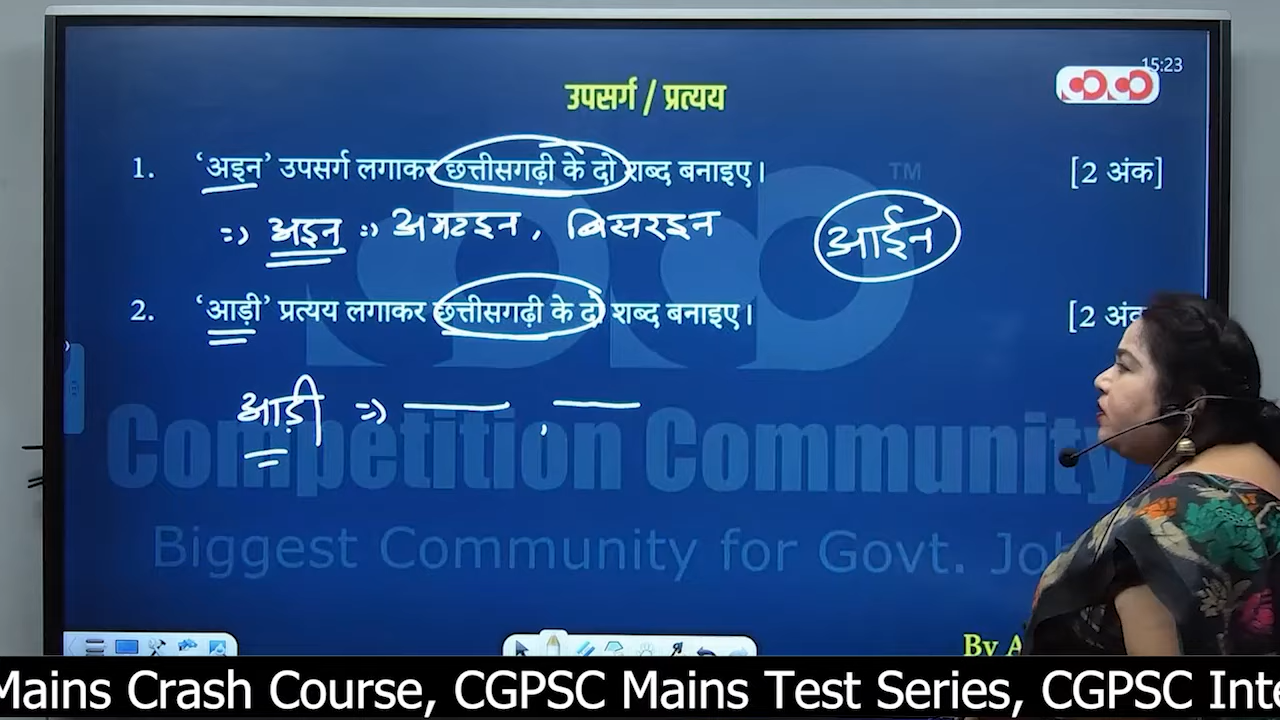 15:23
उपसर्ग / प्रत्यय
1. ‘अइन’ उपसर्ग लगाकर छत्तीसगढ़ी के दो शब्द बनाइए। [2 अंक]
=> अइन => अगटइन, बिसरइन आईन
2. ‘आड़ी’ प्रत्यय लगाकर छत्तीसगढ़ी के दो शब्द बनाइए। [2 अंक
आड़ी => ,
Competition Community
Biggest Community for Govt. Jo
By A
Mains Crash Course, CGPSC Mains Test Series, CGPSC Inte
TM